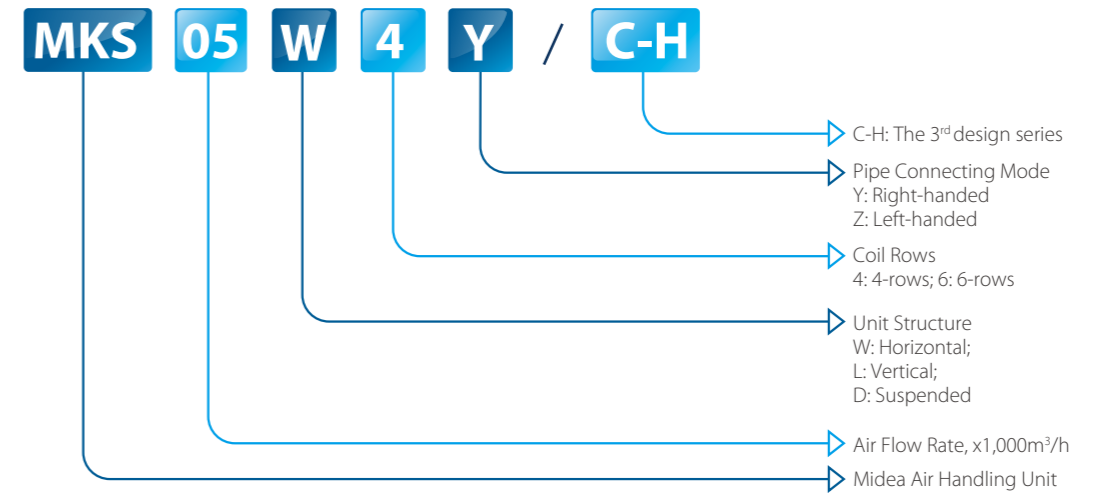 MKS 05 W 4 Y / C-H
C-H: The 3rd design series
Pipe Connecting Mode
Y: Right-handed
Z: Left-handed
Coil Rows
4: 4-rows; 6: 6-rows
Unit Structure
W: Horizontal;
L: Vertical;
D: Suspended
Air Flow Rate, x1,000m³/h
Midea Air Handling Unit